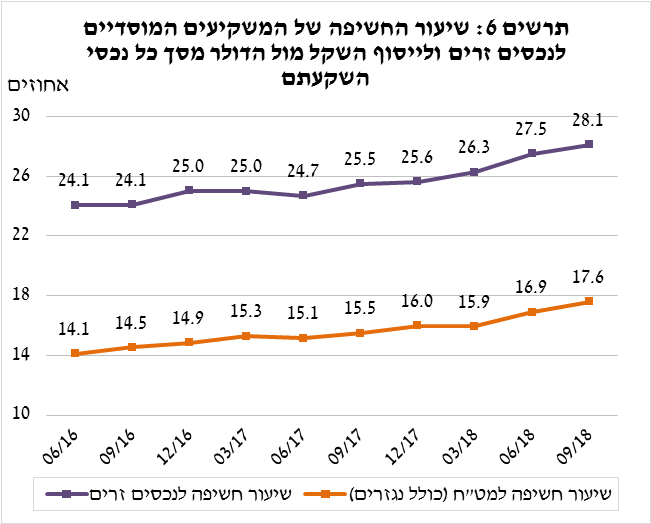 תרשים 6: שיעור החשיפה של המשקיעים המוסדיים
לנכסים זרים ולייסוף השקל מול הדולר מסך כל נכסי
השקעתם
אחוזים
30
26
22
18
14
10
24.1 24.1 25.0 25.0 24.7 25.5 25.6 26.3 27.5 28.1
14.1 14.5 14.9 15.3 15.1 15.5 16.0 15.9 16.9 17.6
06/16 09/16 12/16 03/17 06/17 09/17 12/17 03/18 06/18 09/18
שיעור חשיפה לנכסים זרים
שיעור חשיפה למט"ח (כולל נגזרים)